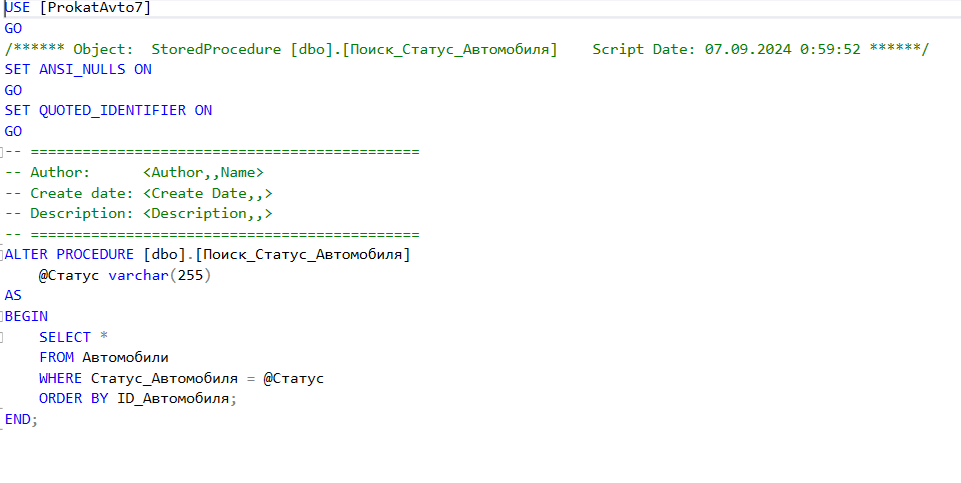 USE [ProkatAvto7]
GO
/****** Object:  StoredProcedure [dbo].[Поиск_Статус_Автомобиля]    Script Date: 07.09.2024 0:59:52 ******/
SET ANSI_NULLS ON
GO
SET QUOTED_IDENTIFIER ON
GO
-- =============================================
-- Author:      <Author,,Name>
-- Create date: <Create Date,,>
-- Description: <Description,,>
-- =============================================
ALTER PROCEDURE [dbo].[Поиск_Статус_Автомобиля]
    @Статус varchar(255)
AS
BEGIN
    SELECT *
    FROM Автомобили
    WHERE Статус_Автомобиля = @Статус
    ORDER BY ID_Автомобиля;
END;